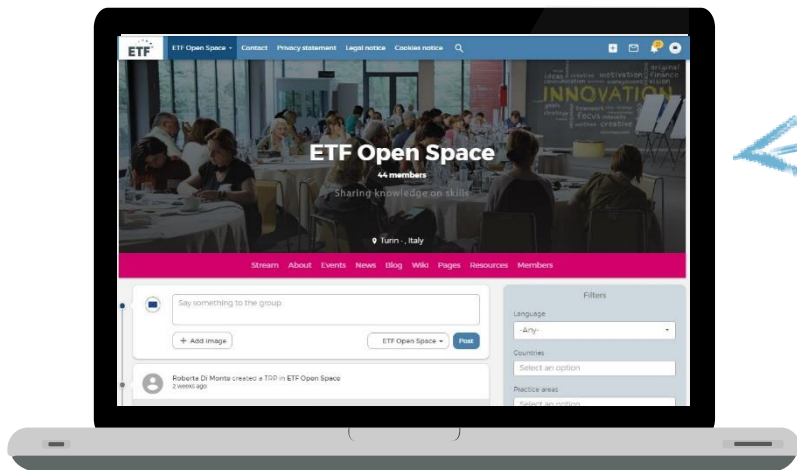 ETF
ETF Open Space Contact Privacy statement Legal notice Cookies notice
INNOVATION
ETF Open Space
44 members
Sharing knowledge on skills
Turin - , Italy
Stream About Events News Blog Wiki Pages Resources Members
Say something to the group
+ Add image
ETF Open Space
Post
Roberta Di Monte created a TRP in ETF Open Space
2 weeks ago
Filters
Language
-Any-
Countries
Select an option
Practice areas
Select an option